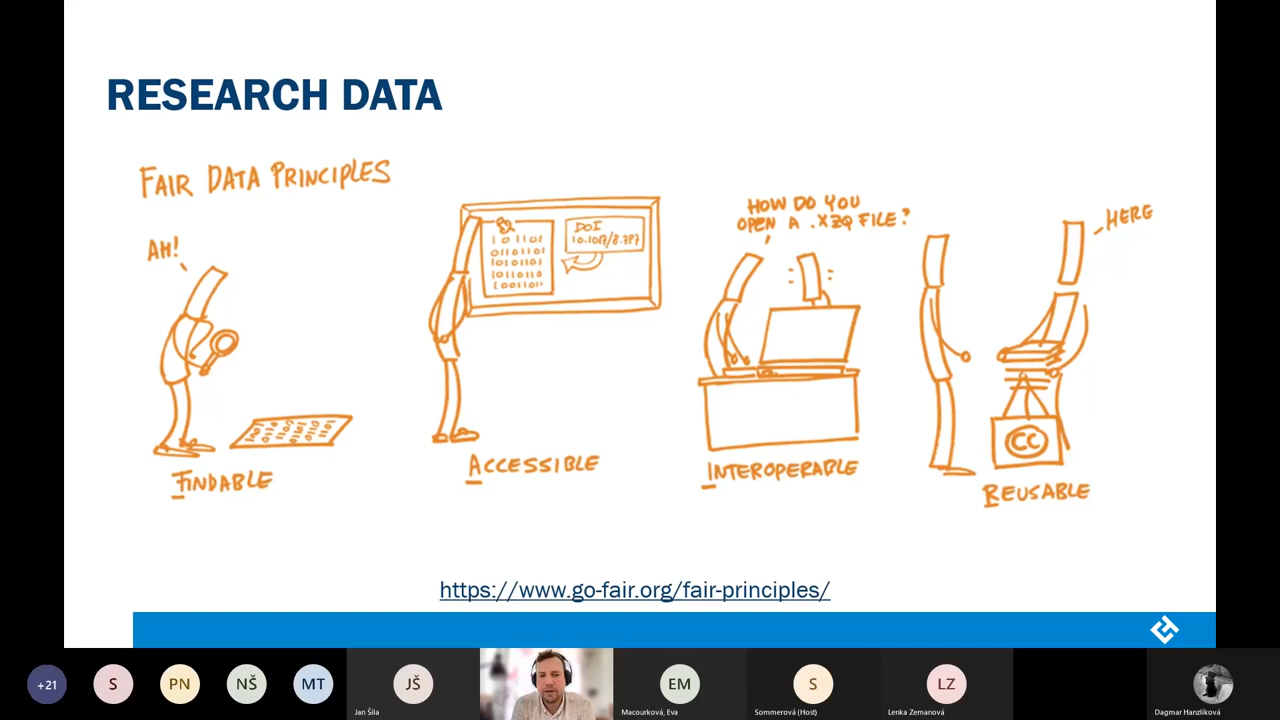 RESEARCH DATA
FAIR DATA PRINCIPLES
AH!
FINDABLE
DOI
ACCESSIBLE
HOW DO YOU
OPEN A .XZQ FILE?
INTEROPERABLE
HERE
CC
REUSABLE
https://www.go-fair.org/fair-principles/
+21
S
PN
NŠ
MT
JŠ
Jan Šíla
EM
Macourková, Eva
S
Sommerová (Host)
LZ
Lenka Zemanová
Dagmar Hanzlíková